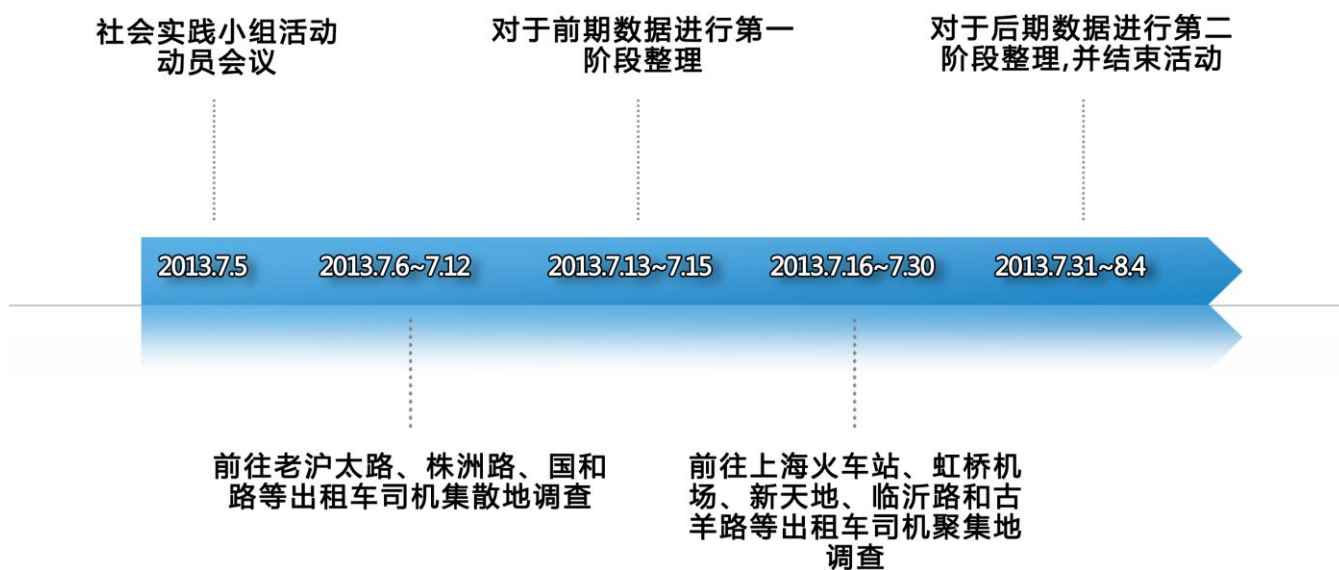 社会实践小组活动
动员会议
对于前期数据进行第一
阶段整理
对于后期数据进行第二
阶段整理,并结束活动
2013.7.5
2013.7.6~7.12
2013.7.13~7.15
2013.7.16~7.30
2013.7.31~8.4
前往老沪太路、株洲路、国和
路等出租车司机集散地调查
前往上海火车站、虹桥机
场、新天地、临沂路和古
羊路等出租车司机聚集地
调查